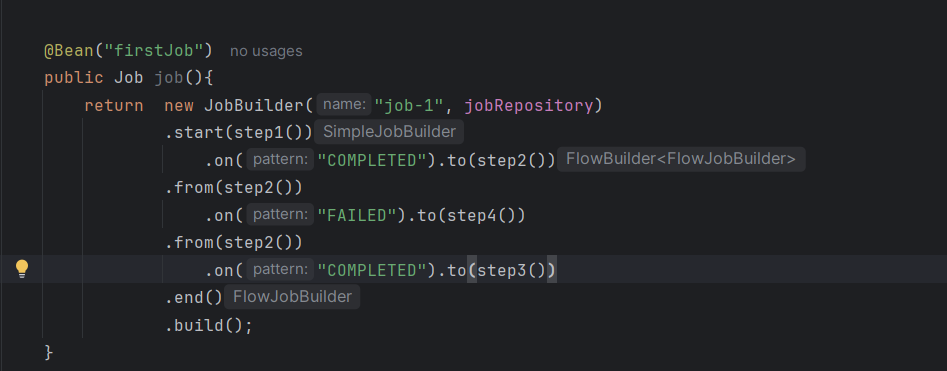 @Bean("firstJob") no usages
public Job job(){
return new JobBuilder( name: "job-1", jobRepository)
.start(step1()) SimpleJobBuilder
.on( pattern: "COMPLETED").to(step2()) FlowBuilder<FlowJobBuilder>
.from(step2())
.on( pattern: "FAILED").to(step4())
.from(step2())
.on( pattern: "COMPLETED").to(step3())
.end() FlowJobBuilder
.build();
}